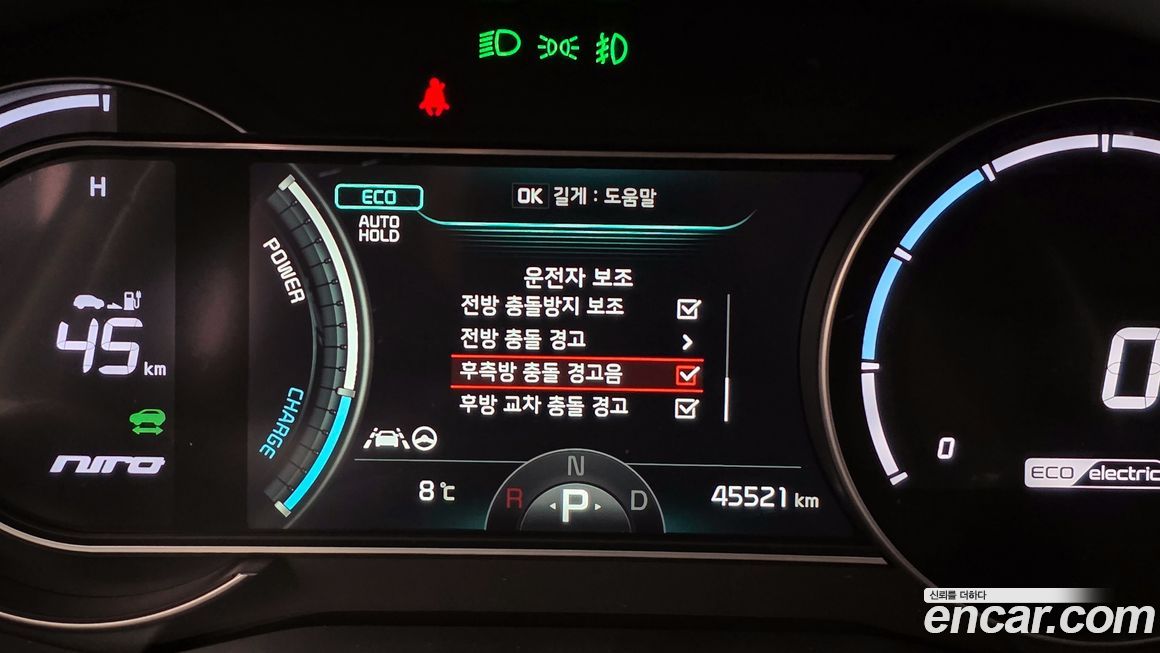 H
45 km
niro
POWER
CHARGE
ECO
AUTO
HOLD
OK 길게 : 도움말
운전자 보조
전방 충돌방지 보조
전방 충돌 경고
후측방 충돌 경고음
후방 교차 충돌 경고
8 ℃
R
N
P
D
45521 km
0
0
ECO electric
신뢰를 더하다
encar.com